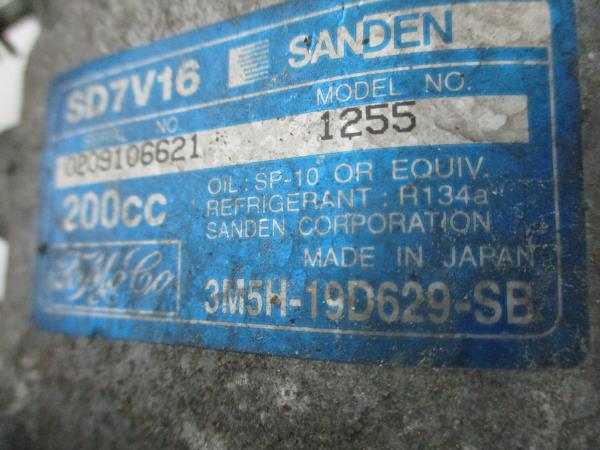 SD7V16 SANDEN
SERIAL NO. MODEL NO.
0209106621 1255
200cc
OIL: SP-10 OR EQUIV.
REFRIGERANT : R134a
SANDEN CORPORATION
MADE IN JAPAN
FoMoCo 3M5H-19D629-SB